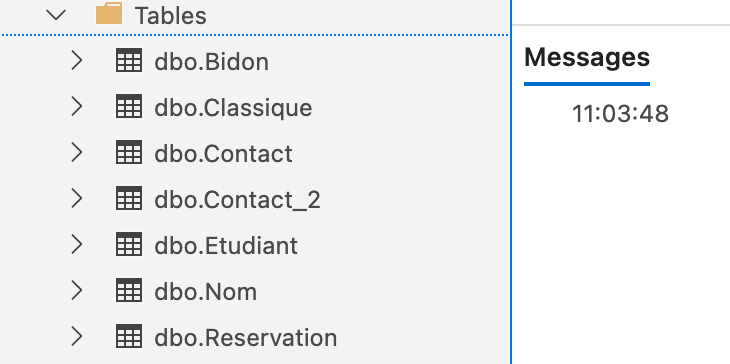 Tables
dbo.Bidon
dbo.Classique
dbo.Contact
dbo.Contact_2
dbo.Etudiant
dbo.Nom
dbo.Reservation
Messages
11:03:48